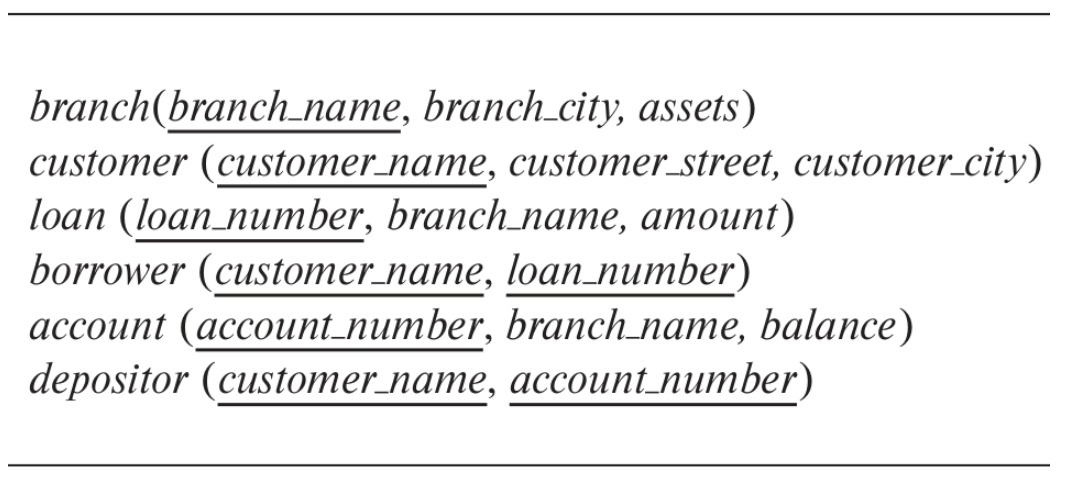 branch(branch_name, branch_city, assets)
customer (customer_name, customer_street, customer_city)
loan (loan_number, branch_name, amount)
borrower (customer_name, loan_number)
account (account_number, branch_name, balance)
depositor (customer_name, account_number)